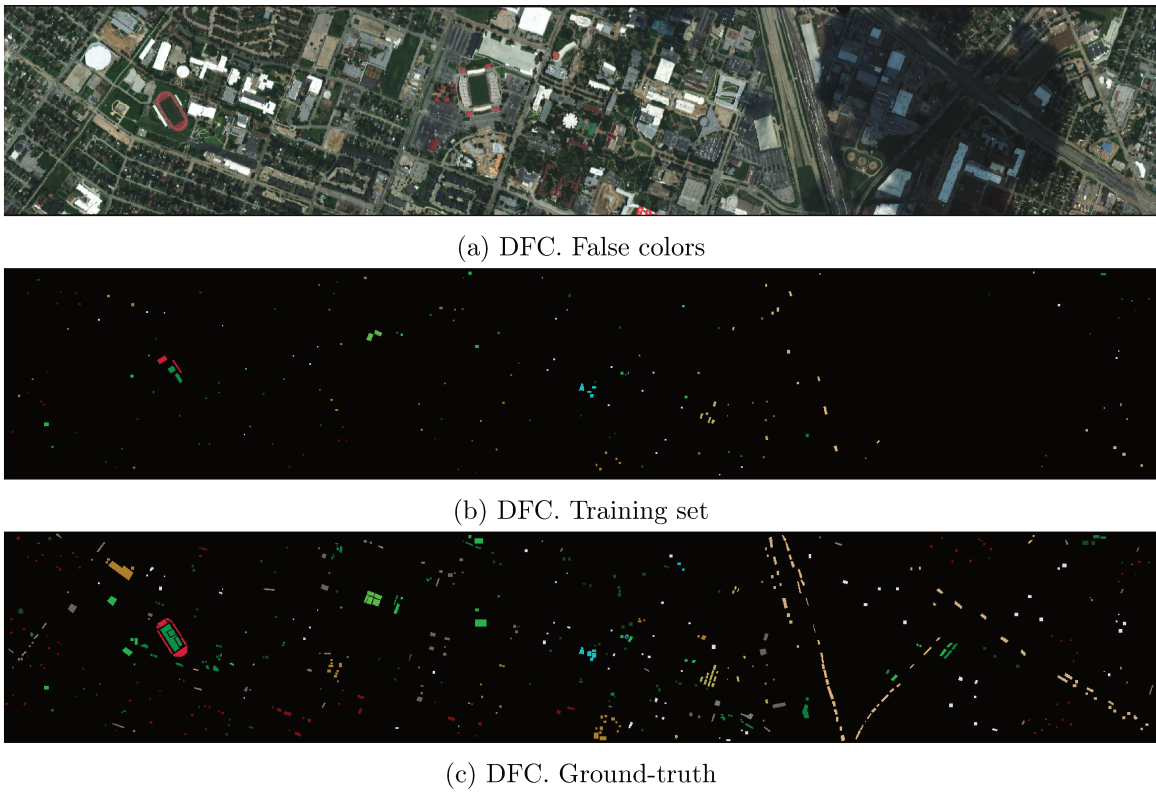 (a) DFC. False colors
(b) DFC. Training set
(c) DFC. Ground-truth